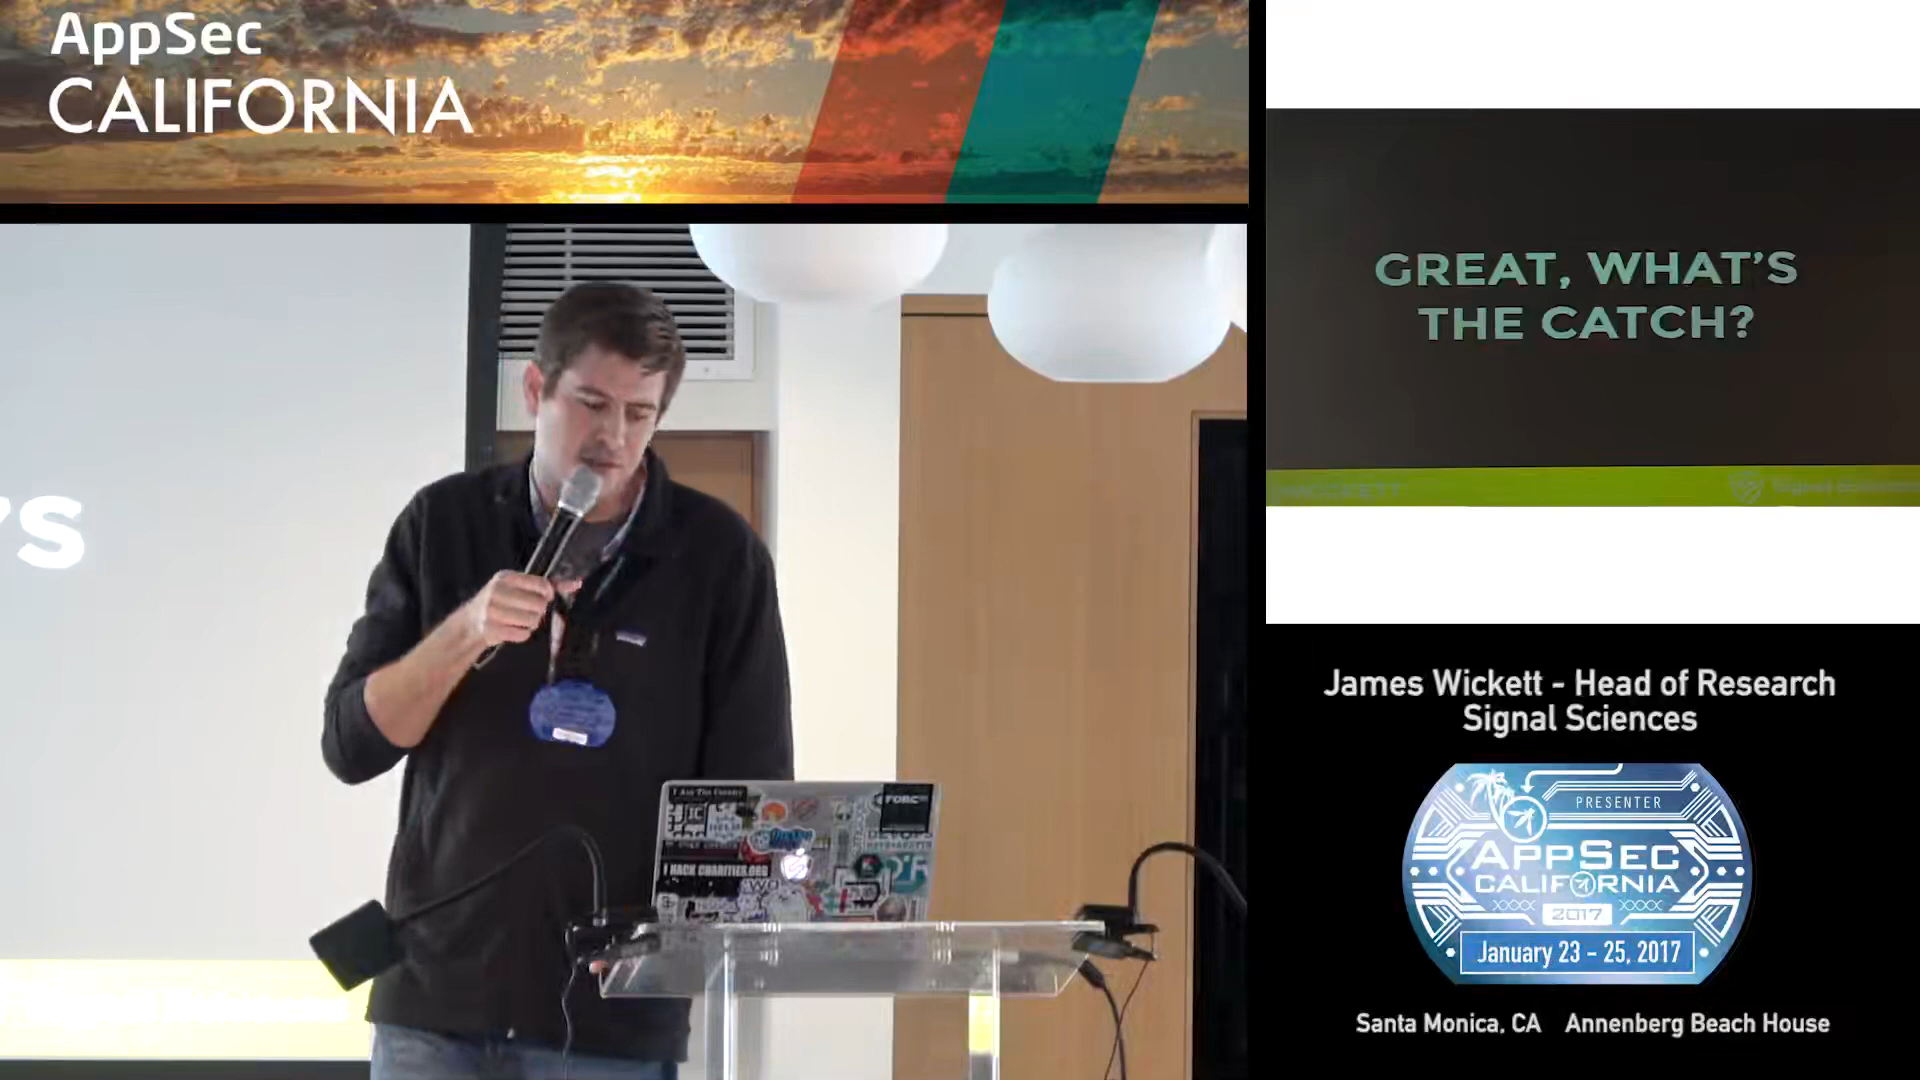 AppSec
CALIFORNIA
'S
GREAT, WHAT'S
THE CATCH?
James Wickett - Head of Research
Signal Sciences
PRESENTER
APPSEC
CALIFORNIA
2017
January 23 - 25, 2017
Santa Monica, CA Annenberg Beach House
I HACK CHARITIES.ORG